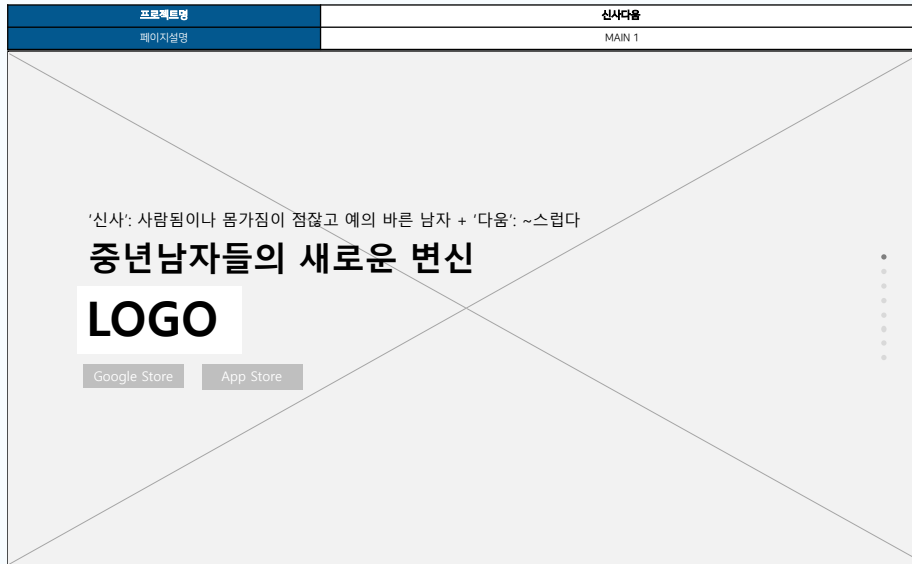 프로젝트명 신사다움
페이지설명 MAIN 1
'신사': 사람됨이나 몸가짐이 점잖고 예의 바른 남자 + '다움': ~스럽다
중년남자들의 새로운 변신
LOGO
Google Store App Store